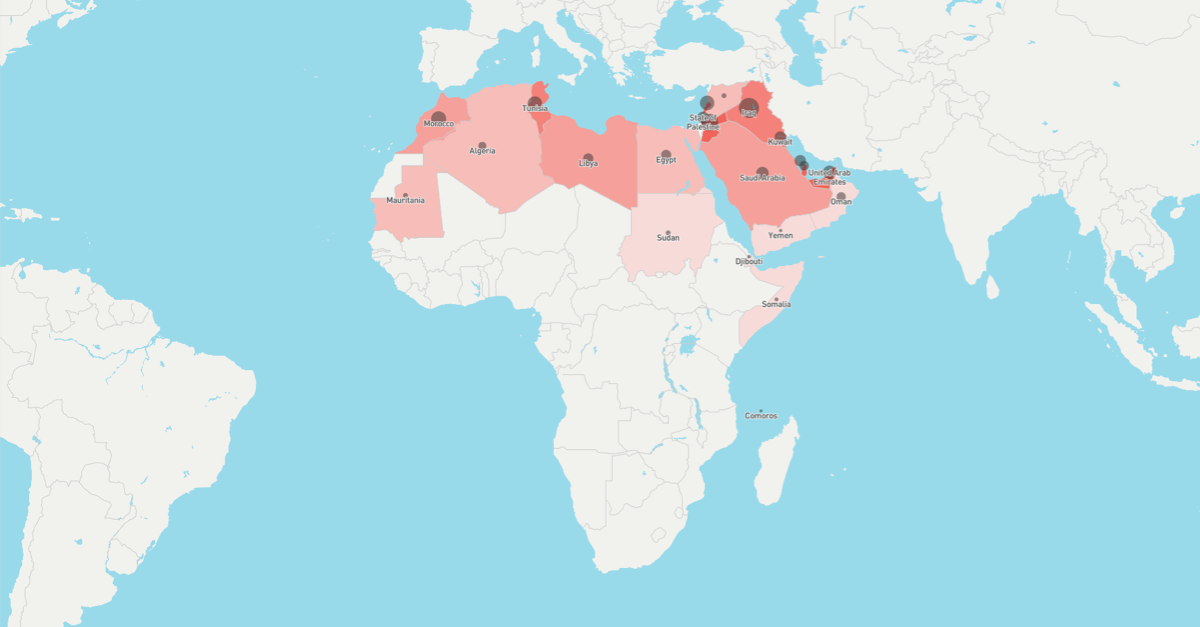 Tunisia
Morocco
State of
Palestine
Iraq
Kuwait
Algeria
Libya
Egypt
Saudi Arabia
United Arab
Emirates
Mauritania
Oman
Sudan
Yemen
Djibouti
Somalia
Comoros